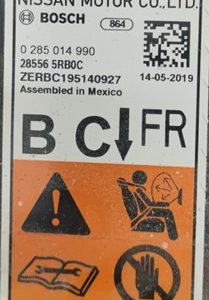 NISSAN MOTOR CO.,LTD.
BOSCH 864
0 285 014 990
28556 5RB0C
ZERBC195140927 14-05-2019
Assembled in Mexico
B C↓FR